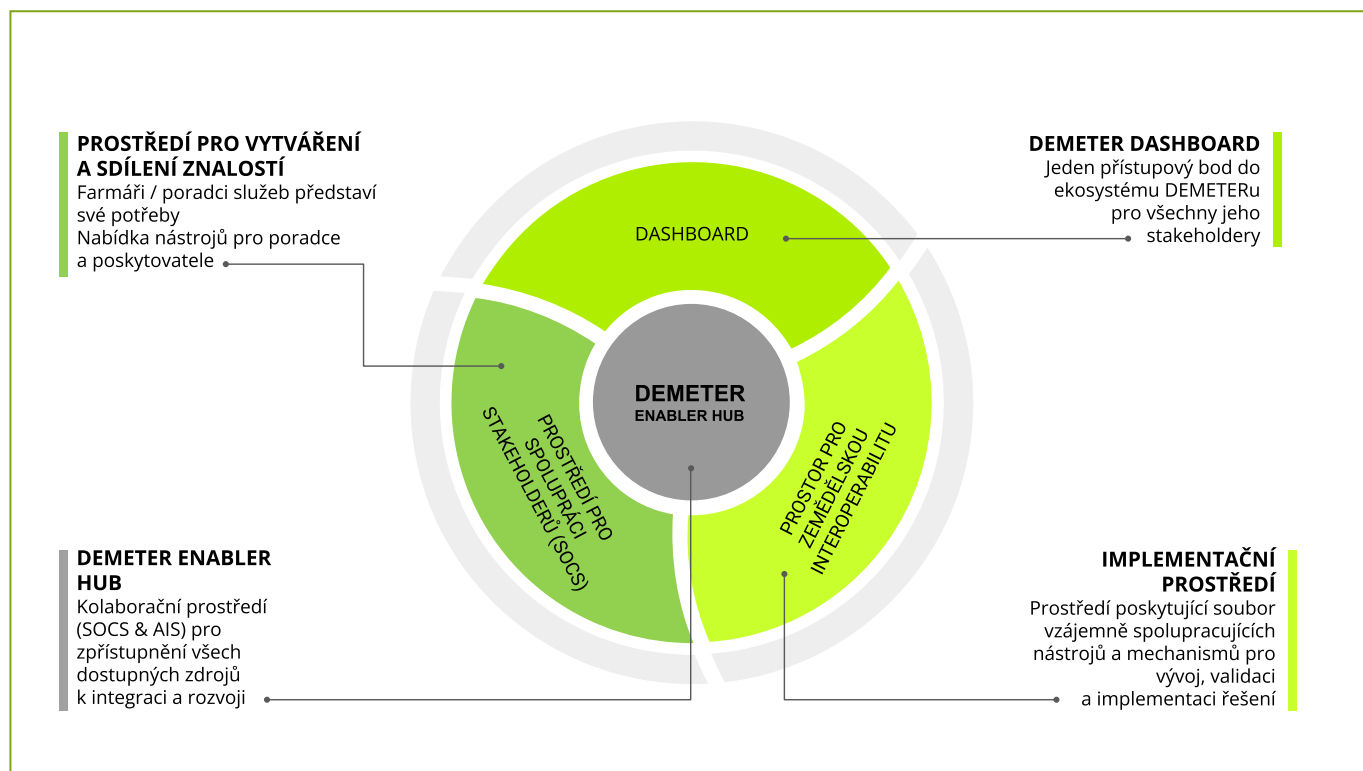 PROSTŘEDÍ PRO VYTVÁŘENÍ
A SDÍLENÍ ZNALOSTÍ
Farmáři / poradci služeb představí
své potřeby
Nabídka nástrojů pro poradce
a poskytovatele
DEMETER DASHBOARD
Jeden přístupový bod do
ekosystému DEMETERu
pro všechny jeho
stakeholdery
DASHBOARD
DEMETER
ENABLER HUB
PROSTŘEDÍ PRO
SPOLUPRÁCI
STAKEHOLDERŮ (SOCS)
PROSTOR PRO
ZEMĚDĚLSKOU
INTEROPERABILITU
DEMETER ENABLER
HUB
Kolaborační prostředí
(SOCS & AIS) pro
zpřístupnění všech
dostupných zdrojů
k integraci a rozvoji
IMPLEMENTAČNÍ
PROSTŘEDÍ
Prostředí poskytující soubor
vzájemně spolupracujících
nástrojů a mechanismů pro
vývoj, validaci
a implementaci řešení